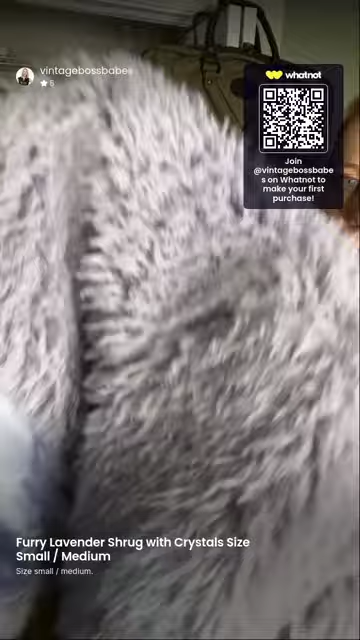 vintagebossbabes
★ 5
whatnot
Join
@vintagebossbabe
s on Whatnot to
make your first
purchase!
Furry Lavender Shrug with Crystals Size
Small / Medium
Size small / medium.